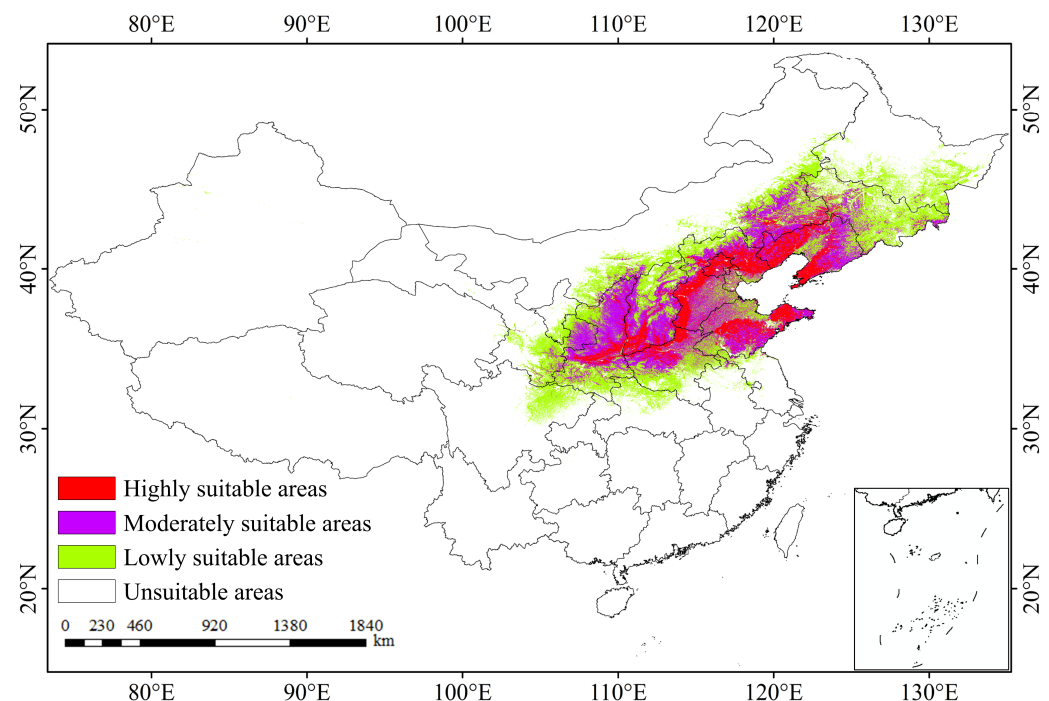 80°E 90°E 100°E 110°E 120°E 130°E
50°N 50°N
40°N 40°N
30°N 30°N
20°N 20°N
Highly suitable areas
Moderately suitable areas
Lowly suitable areas
Unsuitable areas
0 230 460 920 1380 1840
km
80°E 90°E 100°E 110°E 120°E 130°E